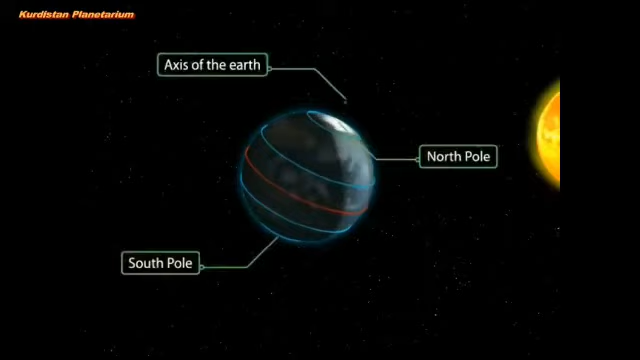 Kurdistan Planetarium
Axis of the earth
North Pole
South Pole